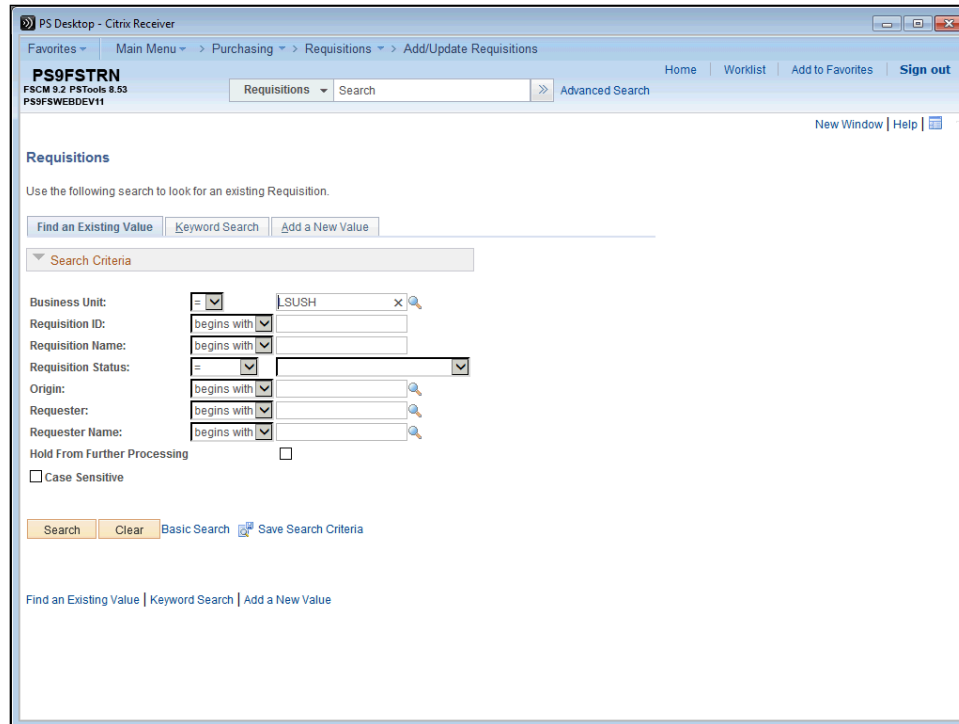 PS Desktop - Citrix Receiver
Favorites Main Menu > Purchasing > Requisitions > Add/Update Requisitions
PS9FSTRN
FSCM 9.2 PSTools 8.53
PS9FSWEBDEV11
Home Worklist Add to Favorites Sign out
Requisitions Search » Advanced Search
New Window | Help |
Requisitions
Use the following search to look for an existing Requisition.
Find an Existing Value Keyword Search Add a New Value
Search Criteria
Business Unit: = LSUSH ×
Requisition ID: begins with
Requisition Name: begins with
Requisition Status: =
Origin: begins with
Requester: begins with
Requester Name: begins with
Hold From Further Processing
Case Sensitive
Search Clear Basic Search Save Search Criteria
Find an Existing Value | Keyword Search | Add a New Value